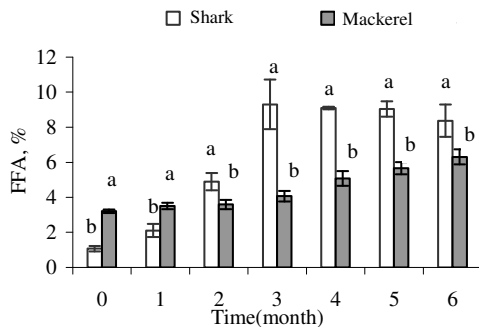 Shark Mackerel
12
10
8
6
4
2
0
FFA, %
b a
b a
a b
a b
a b
a b
a b
0 1 2 3 4 5 6
Time(month)